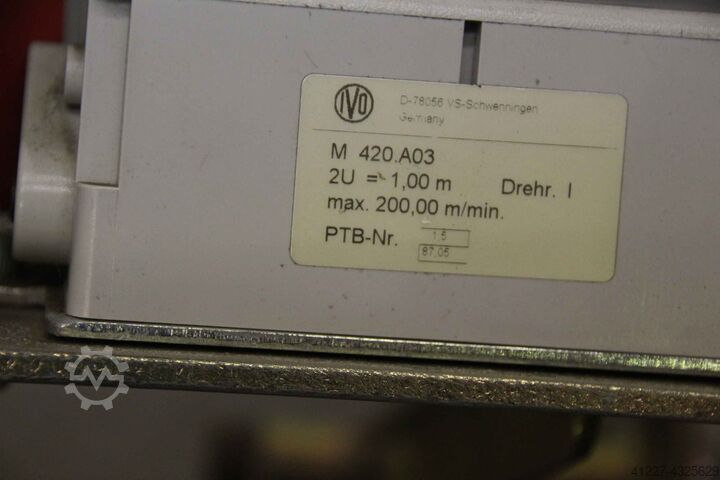 IVO
D-78056 VS-Schwenningen
Germany
M 420.A03
2U = 1,00 m Drehr. I
max. 200,00 m/min.
PTB-Nr. 1.5
87.05
41227-4325629